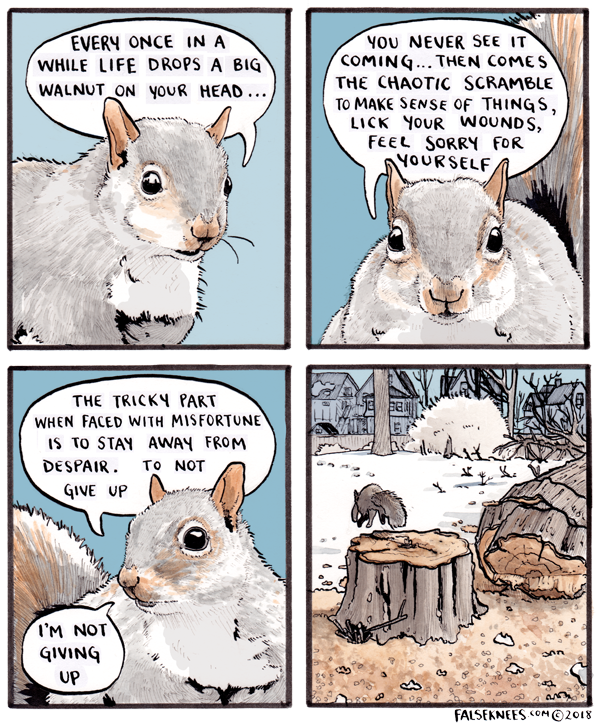 EVERY ONCE IN A
WHILE LIFE DROPS A BIG
WALNUT ON YOUR HEAD...
YOU NEVER SEE IT
COMING... THEN COMES
THE CHAOTIC SCRAMBLE
TO MAKE SENSE OF THINGS,
LICK YOUR WOUNDS,
FEEL SORRY FOR
YOURSELF
THE TRICKY PART
WHEN FACED WITH MISFORTUNE
IS TO STAY AWAY FROM
DESPAIR. TO NOT
GIVE UP
I'M NOT
GIVING
UP
FALSEKNEES.COM © 2018